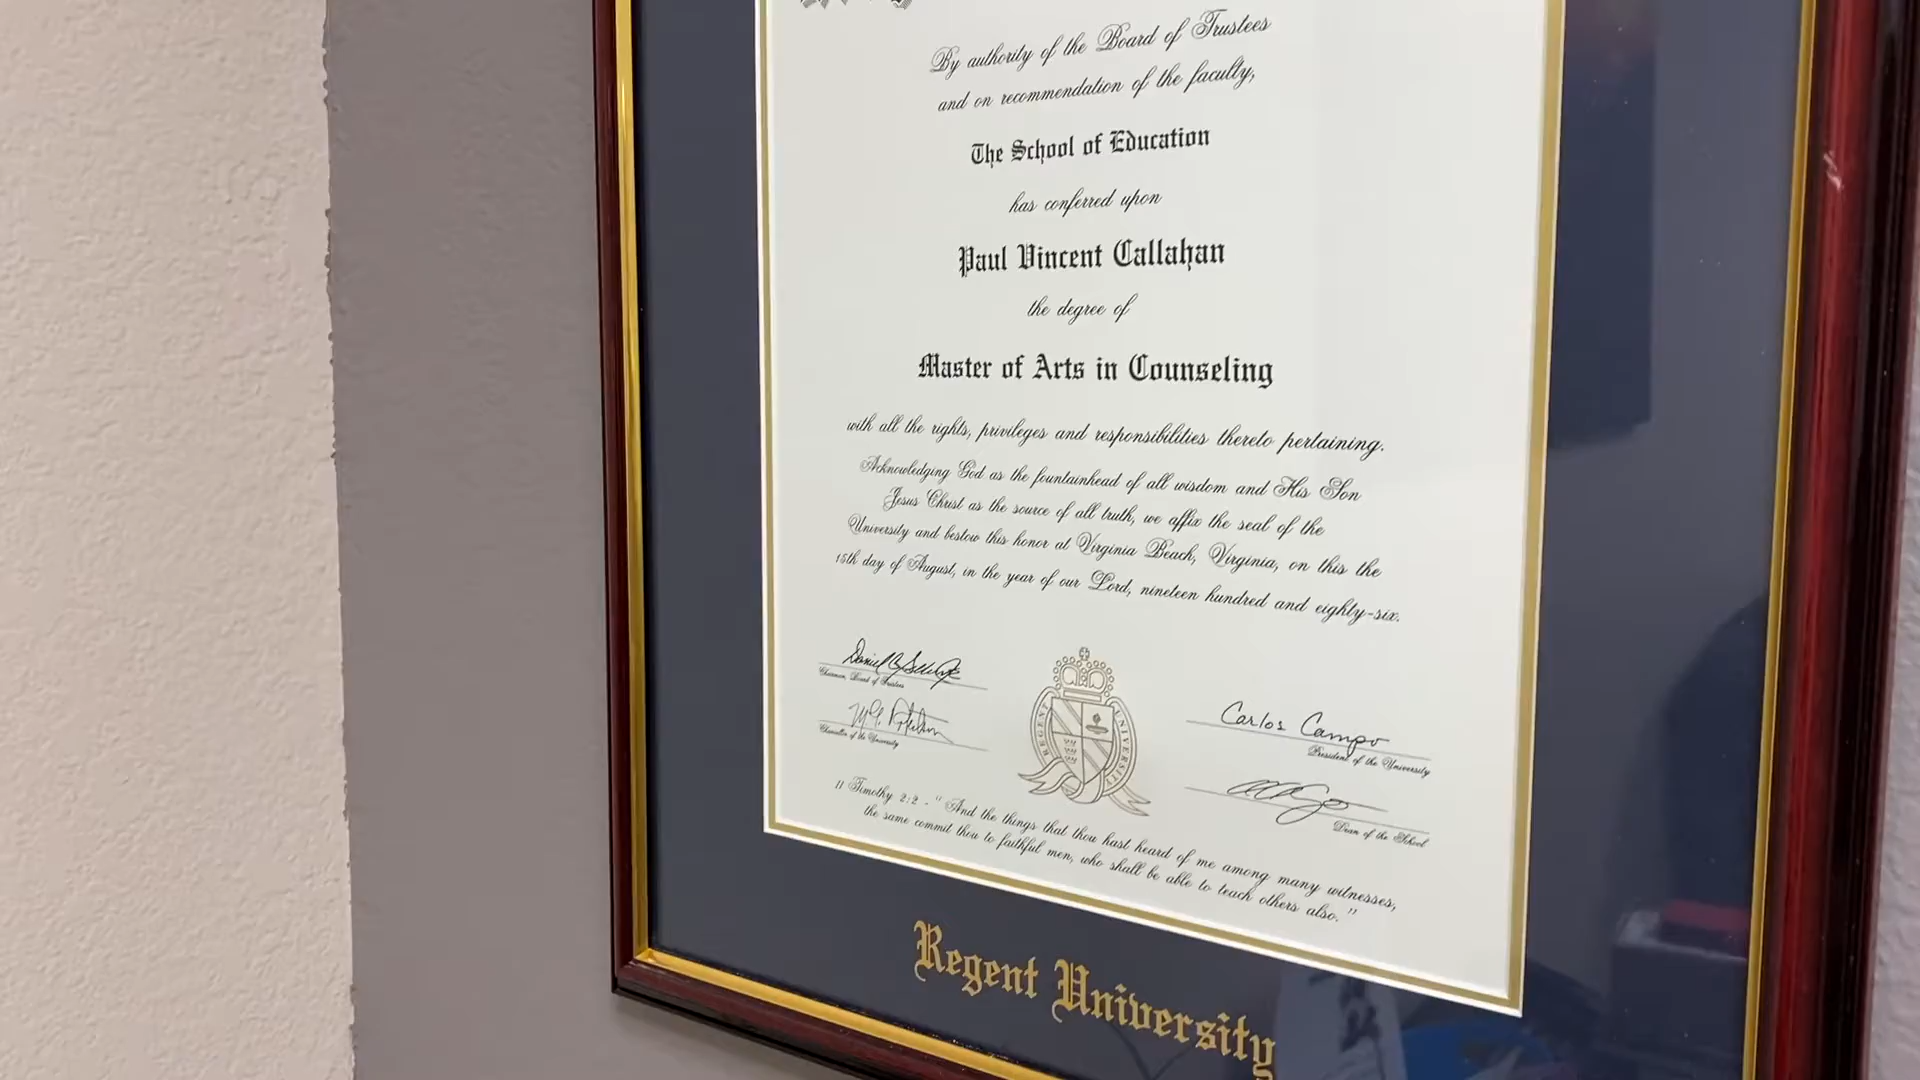 By authority of the Board of Trustees
and on recommendation of the faculty,
The School of Education
has conferred upon
Paul Vincent Callahan
the degree of
Master of Arts in Counseling
with all the rights, privileges and responsibilities thereto pertaining.
Acknowledging God as the fountainhead of all wisdom and His Son
Jesus Christ as the source of all truth, we affix the seal of the
University and bestow this honor at Virginia Beach, Virginia, on this the
15th day of August, in the year of our Lord, nineteen hundred and eighty-six.
Chairman, Board of Trustees
Chancellor of the University
REGENT UNIVERSITY
Carlos Campo
President of the University
Dean of the School
II Timothy 2:2 - "And the things that thou hast heard of me among many witnesses,
the same commit thou to faithful men, who shall be able to teach others also."
Regent University